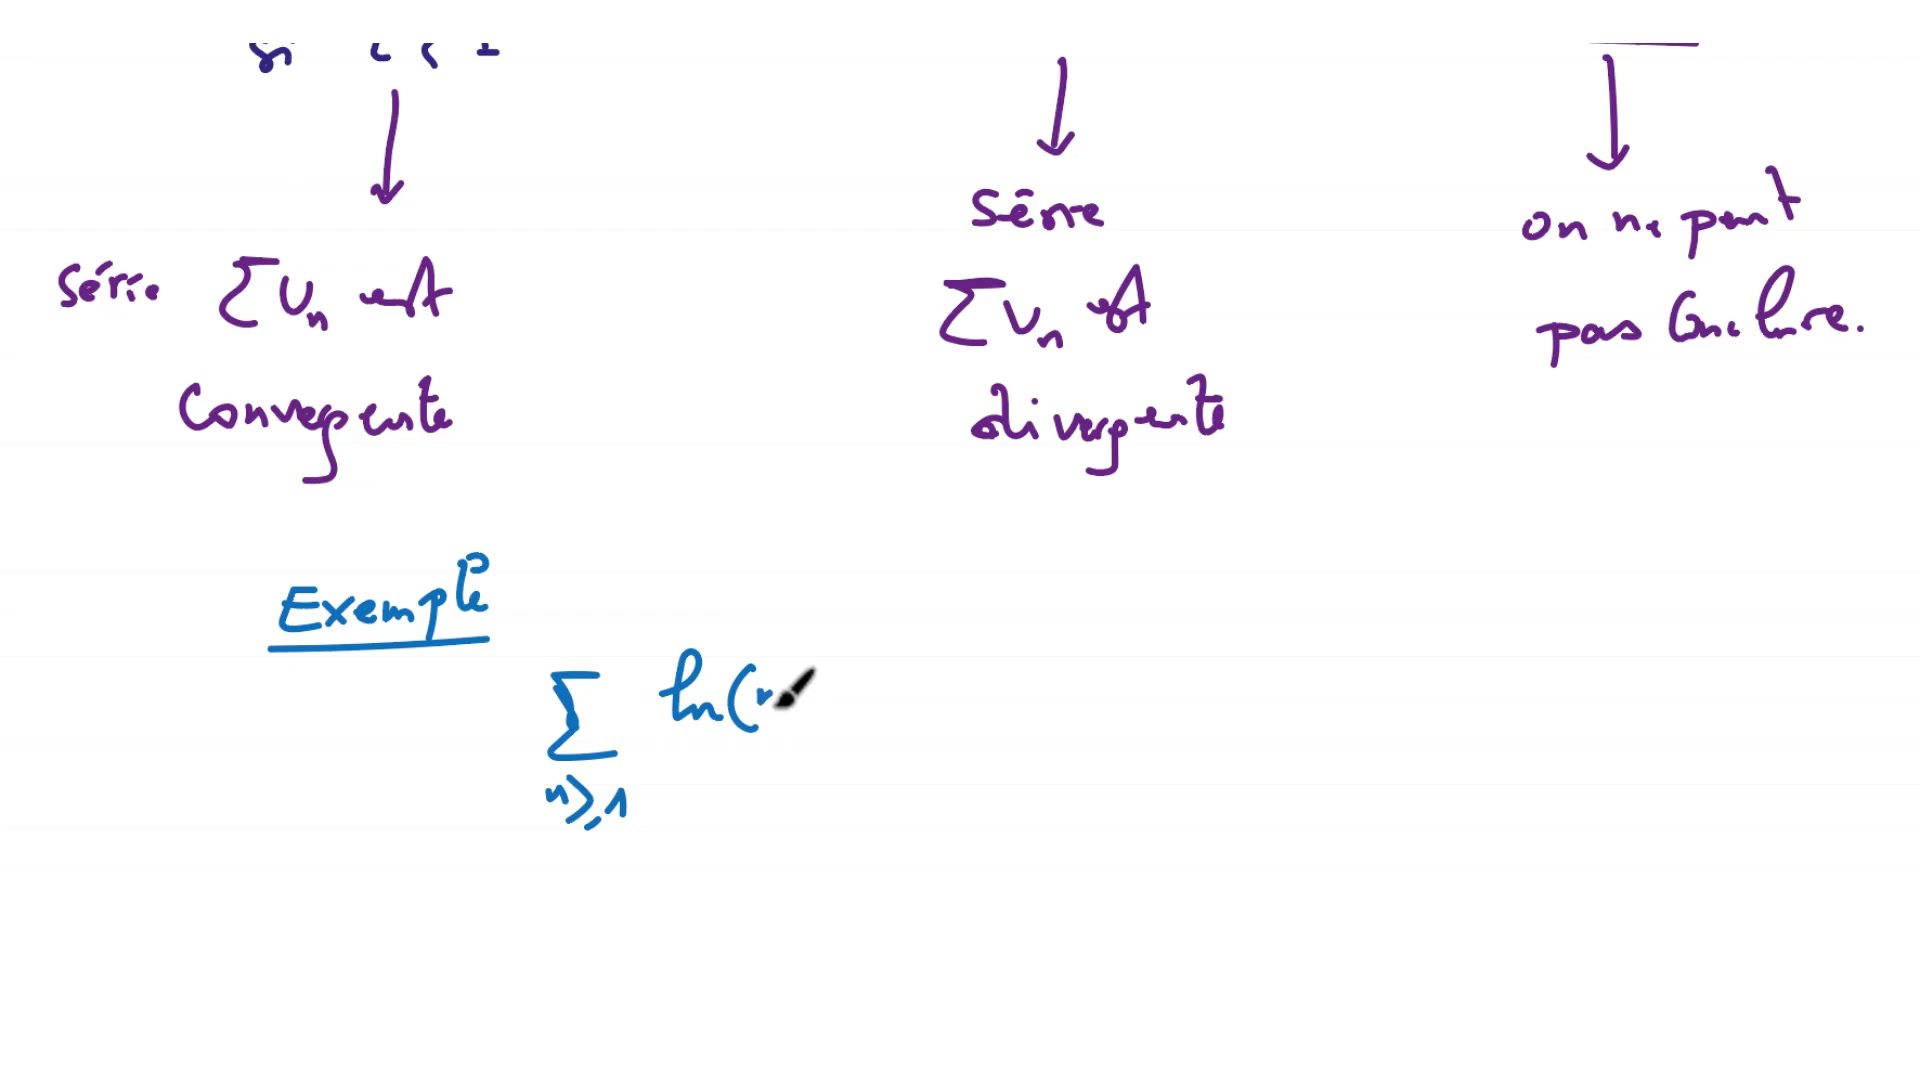 Série ∑Un est
Convergente
Série
∑Un est
divergente
on ne peut
pas Conclure.
Exemple
∑ ln(n
n⩾1